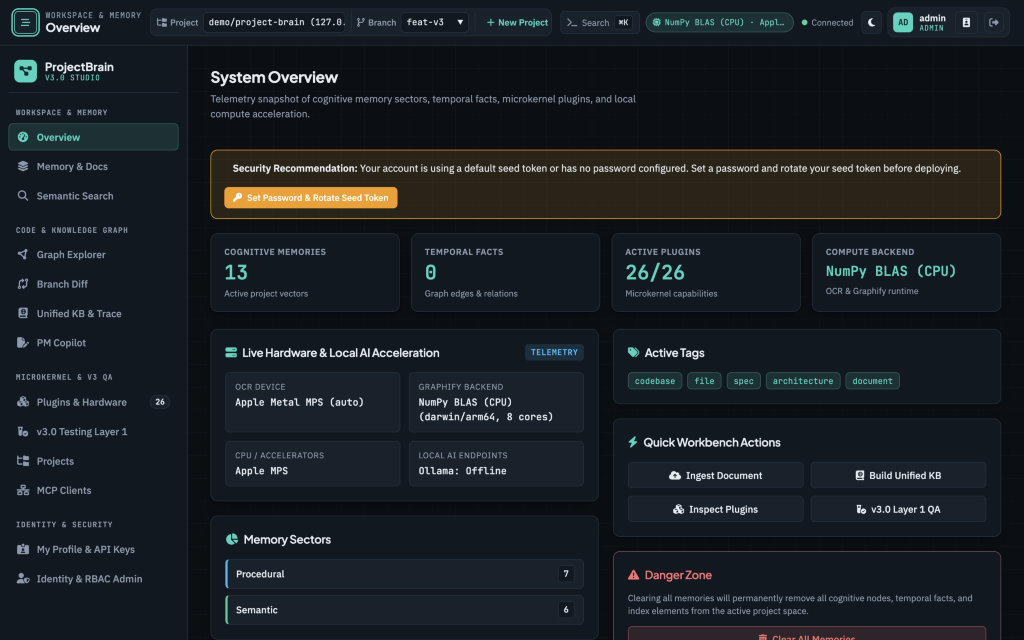 WORKSPACE & MEMORY
Overview
Project
demo/project-brain (127.0.
Branch
feat-v3
New Project
Search
⌘K
NumPy BLAS (CPU) · Appl…
Connected
AD
admin
ADMIN
ProjectBrain
V3.0 STUDIO
WORKSPACE & MEMORY
Overview
Memory & Docs
Semantic Search
CODE & KNOWLEDGE GRAPH
Graph Explorer
Branch Diff
Unified KB & Trace
PM Copilot
MICROKERNEL & V3 QA
Plugins & Hardware
26
v3.0 Testing Layer 1
Projects
MCP Clients
IDENTITY & SECURITY
My Profile & API Keys
Identity & RBAC Admin
System Overview
Telemetry snapshot of cognitive memory sectors, temporal facts, microkernel plugins, and local
compute acceleration.
Security Recommendation: Your account is using a default seed token or has no password configured. Set a password and rotate your seed token before deploying.
Set Password & Rotate Seed Token
COGNITIVE MEMORIES
13
Active project vectors
TEMPORAL FACTS
0
Graph edges & relations
ACTIVE PLUGINS
26/26
Microkernel capabilities
COMPUTE BACKEND
NumPy BLAS (CPU)
OCR & Graphify runtime
Live Hardware & Local AI Acceleration
TELEMETRY
OCR DEVICE
Apple Metal MPS (auto)
GRAPHIFY BACKEND
NumPy BLAS (CPU)
(darwin/arm64, 8 cores)
CPU / ACCELERATORS
Apple MPS
LOCAL AI ENDPOINTS
Ollama: Offline
Memory Sectors
Procedural
7
Semantic
6
Active Tags
codebase
file
spec
architecture
document
Quick Workbench Actions
Ingest Document
Build Unified KB
Inspect Plugins
v3.0 Layer 1 QA
Danger Zone
Clearing all memories will permanently remove all cognitive nodes, temporal facts, and
index elements from the active project space.
Clear All Memories